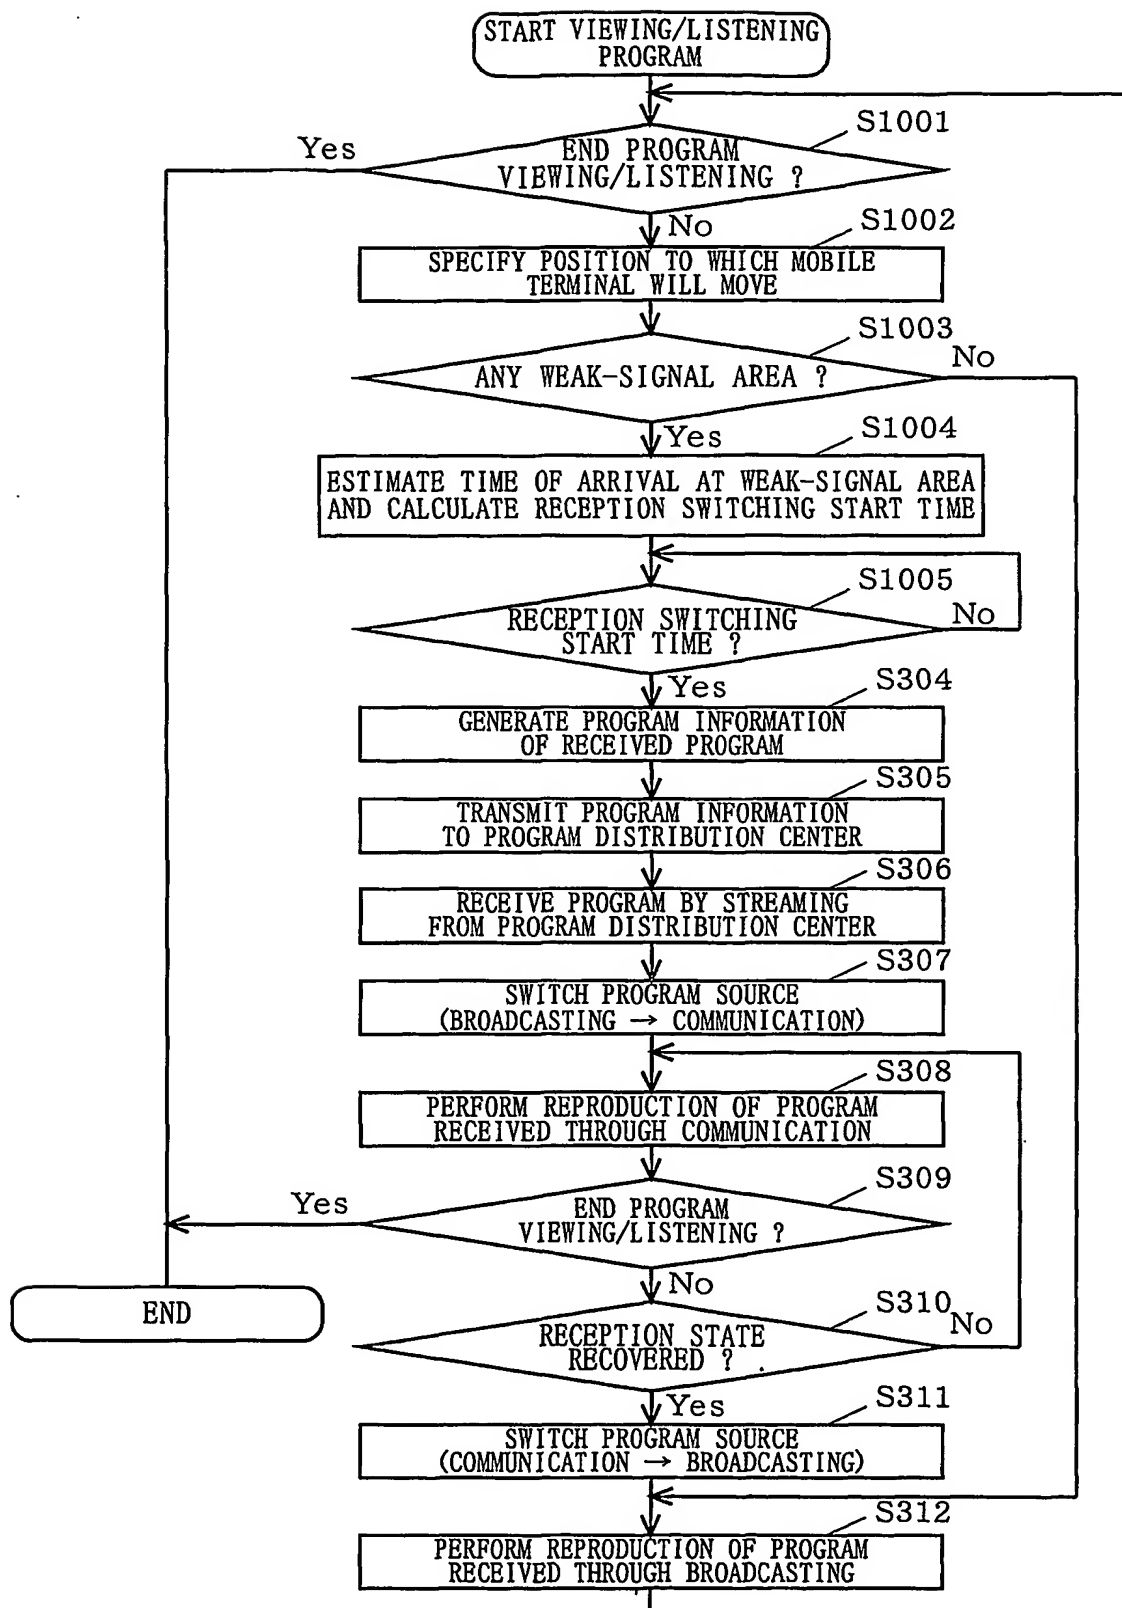 START VIEWING/LISTENING
PROGRAM
S1001
Yes
END PROGRAM
VIEWING/LISTENING ?
No
S1002
SPECIFY POSITION TO WHICH MOBILE
TERMINAL WILL MOVE
S1003
No
ANY WEAK-SIGNAL AREA ?
Yes
S1004
ESTIMATE TIME OF ARRIVAL AT WEAK-SIGNAL AREA
AND CALCULATE RECEPTION SWITCHING START TIME
S1005
RECEPTION SWITCHING
START TIME ?
No
Yes
S304
GENERATE PROGRAM INFORMATION
OF RECEIVED PROGRAM
S305
TRANSMIT PROGRAM INFORMATION
TO PROGRAM DISTRIBUTION CENTER
S306
RECEIVE PROGRAM BY STREAMING
FROM PROGRAM DISTRIBUTION CENTER
S307
SWITCH PROGRAM SOURCE
(BROADCASTING → COMMUNICATION)
S308
PERFORM REPRODUCTION OF PROGRAM
RECEIVED THROUGH COMMUNICATION
S309
Yes
END PROGRAM
VIEWING/LISTENING ?
No
END
S310
No
RECEPTION STATE
RECOVERED ?
Yes
S311
SWITCH PROGRAM SOURCE
(COMMUNICATION → BROADCASTING)
S312
PERFORM REPRODUCTION OF PROGRAM
RECEIVED THROUGH BROADCASTING